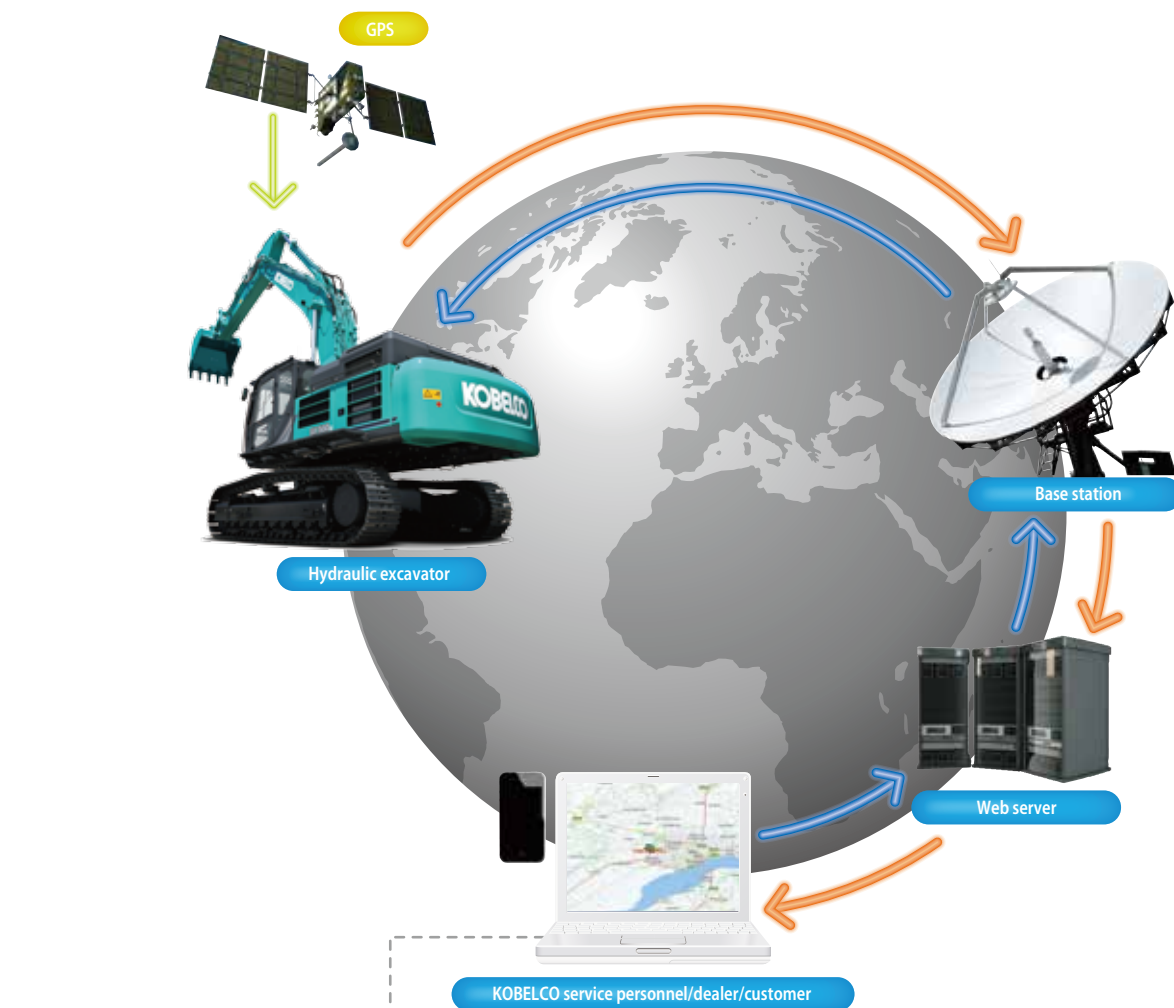 GPS
KOBELCO
Base station
Hydraulic excavator
Web server
KOBELCO service personnel/dealer/customer